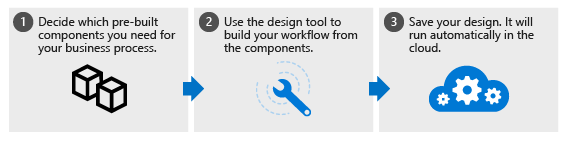 1 Decide which pre-built
components you need for
your business process.
2 Use the design tool to
build your workflow from
the components.
3 Save your design. It will
run automatically in the
cloud.